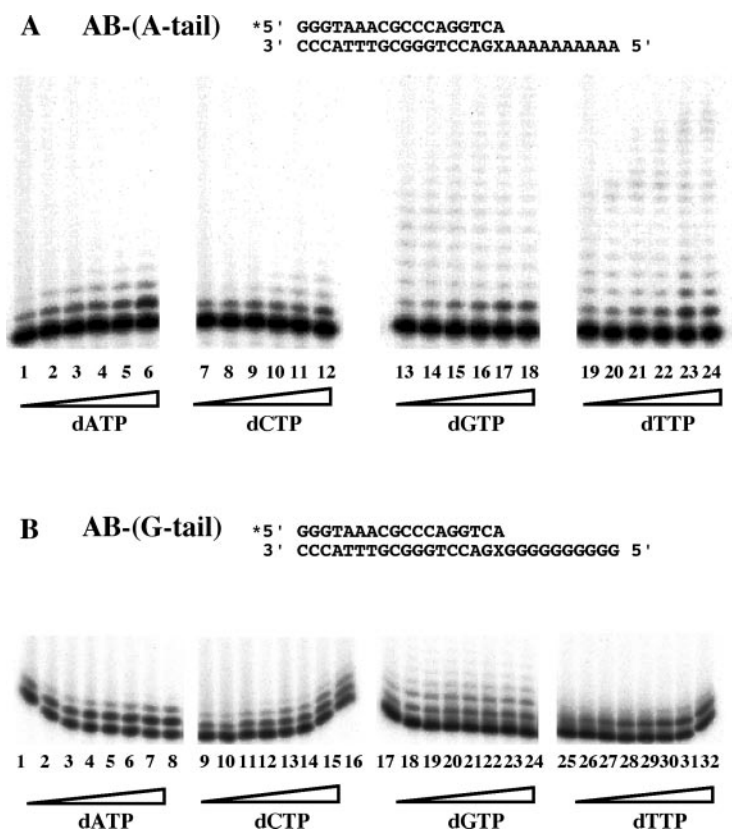 A AB-(A-tail) *5' GGGTAAACGCCCAGGTCA
3' CCCATTTGCGGGTCCAGXAAAAAAAAAA 5'
1 2 3 4 5 6 7 8 9 10 11 12 13 14 15 16 17 18 19 20 21 22 23 24
dATP dCTP dGTP dTTP
B AB-(G-tail) *5' GGGTAAACGCCCAGGTCA
3' CCCATTTGCGGGTCCAGXGGGGGGGGGG 5'
1 2 3 4 5 6 7 8 9 10 11 12 13 14 15 16 17 18 19 20 21 22 23 24 25 26 27 28 29 30 31 32
dATP dCTP dGTP dTTP